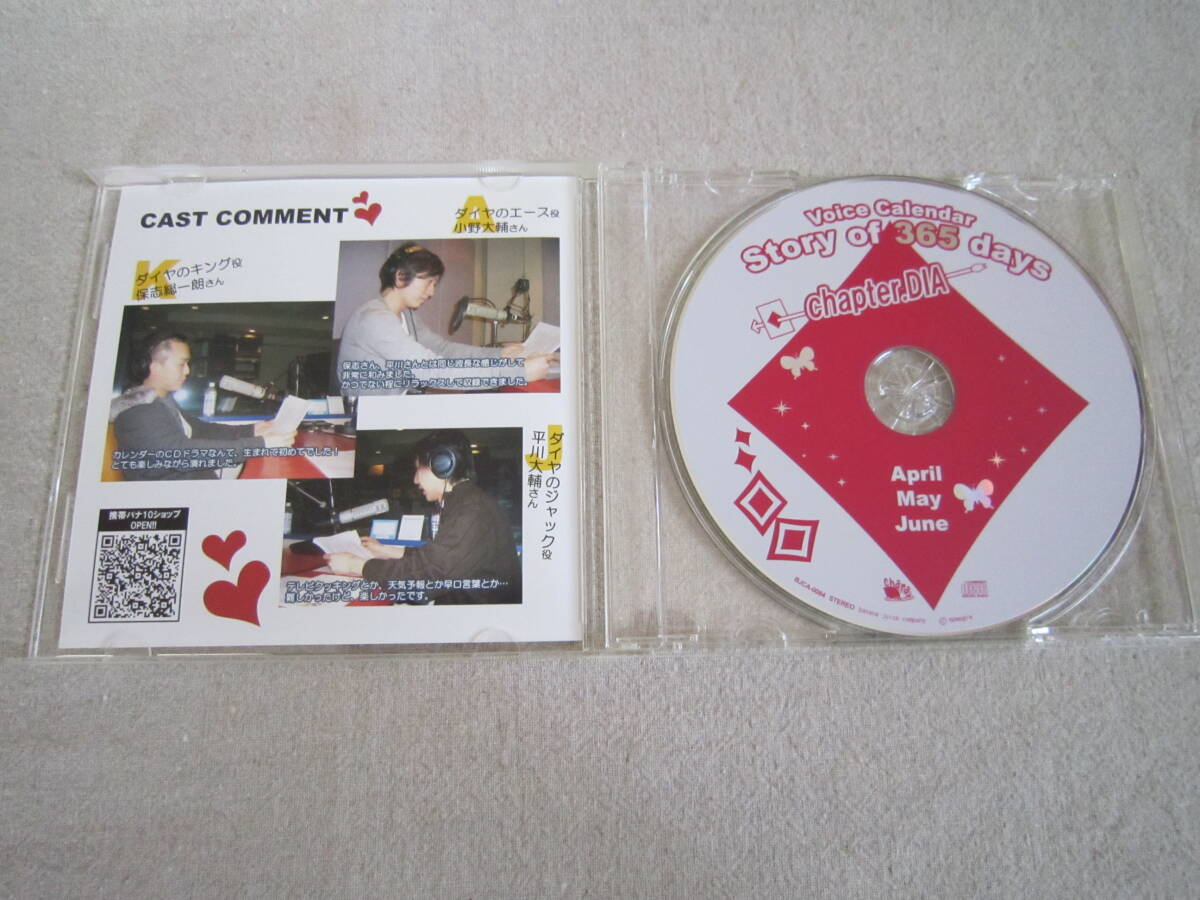 CAST COMMENT
A
ダイヤのエース役
小野大輔さん
K
ダイヤのキング役
保志総一朗さん
保志さん、平川さんとは同じ波長な感じがして
非常に和みました。
かつてない程にリラックスして収録できました。
カレンダーのCDドラマなんて、生まれて初めてでした!
とても楽しみながら演れました。
ダイヤのジャック役
平川大輔さん
テレビクッキングとか、天気予報とか早口言葉とか…
難しかったけど、楽しかったです。
携帯バナ10ショップ
OPEN!!
Voice Calendar
Story of 365 days
chapter.DIA
April
May
June
STEREO